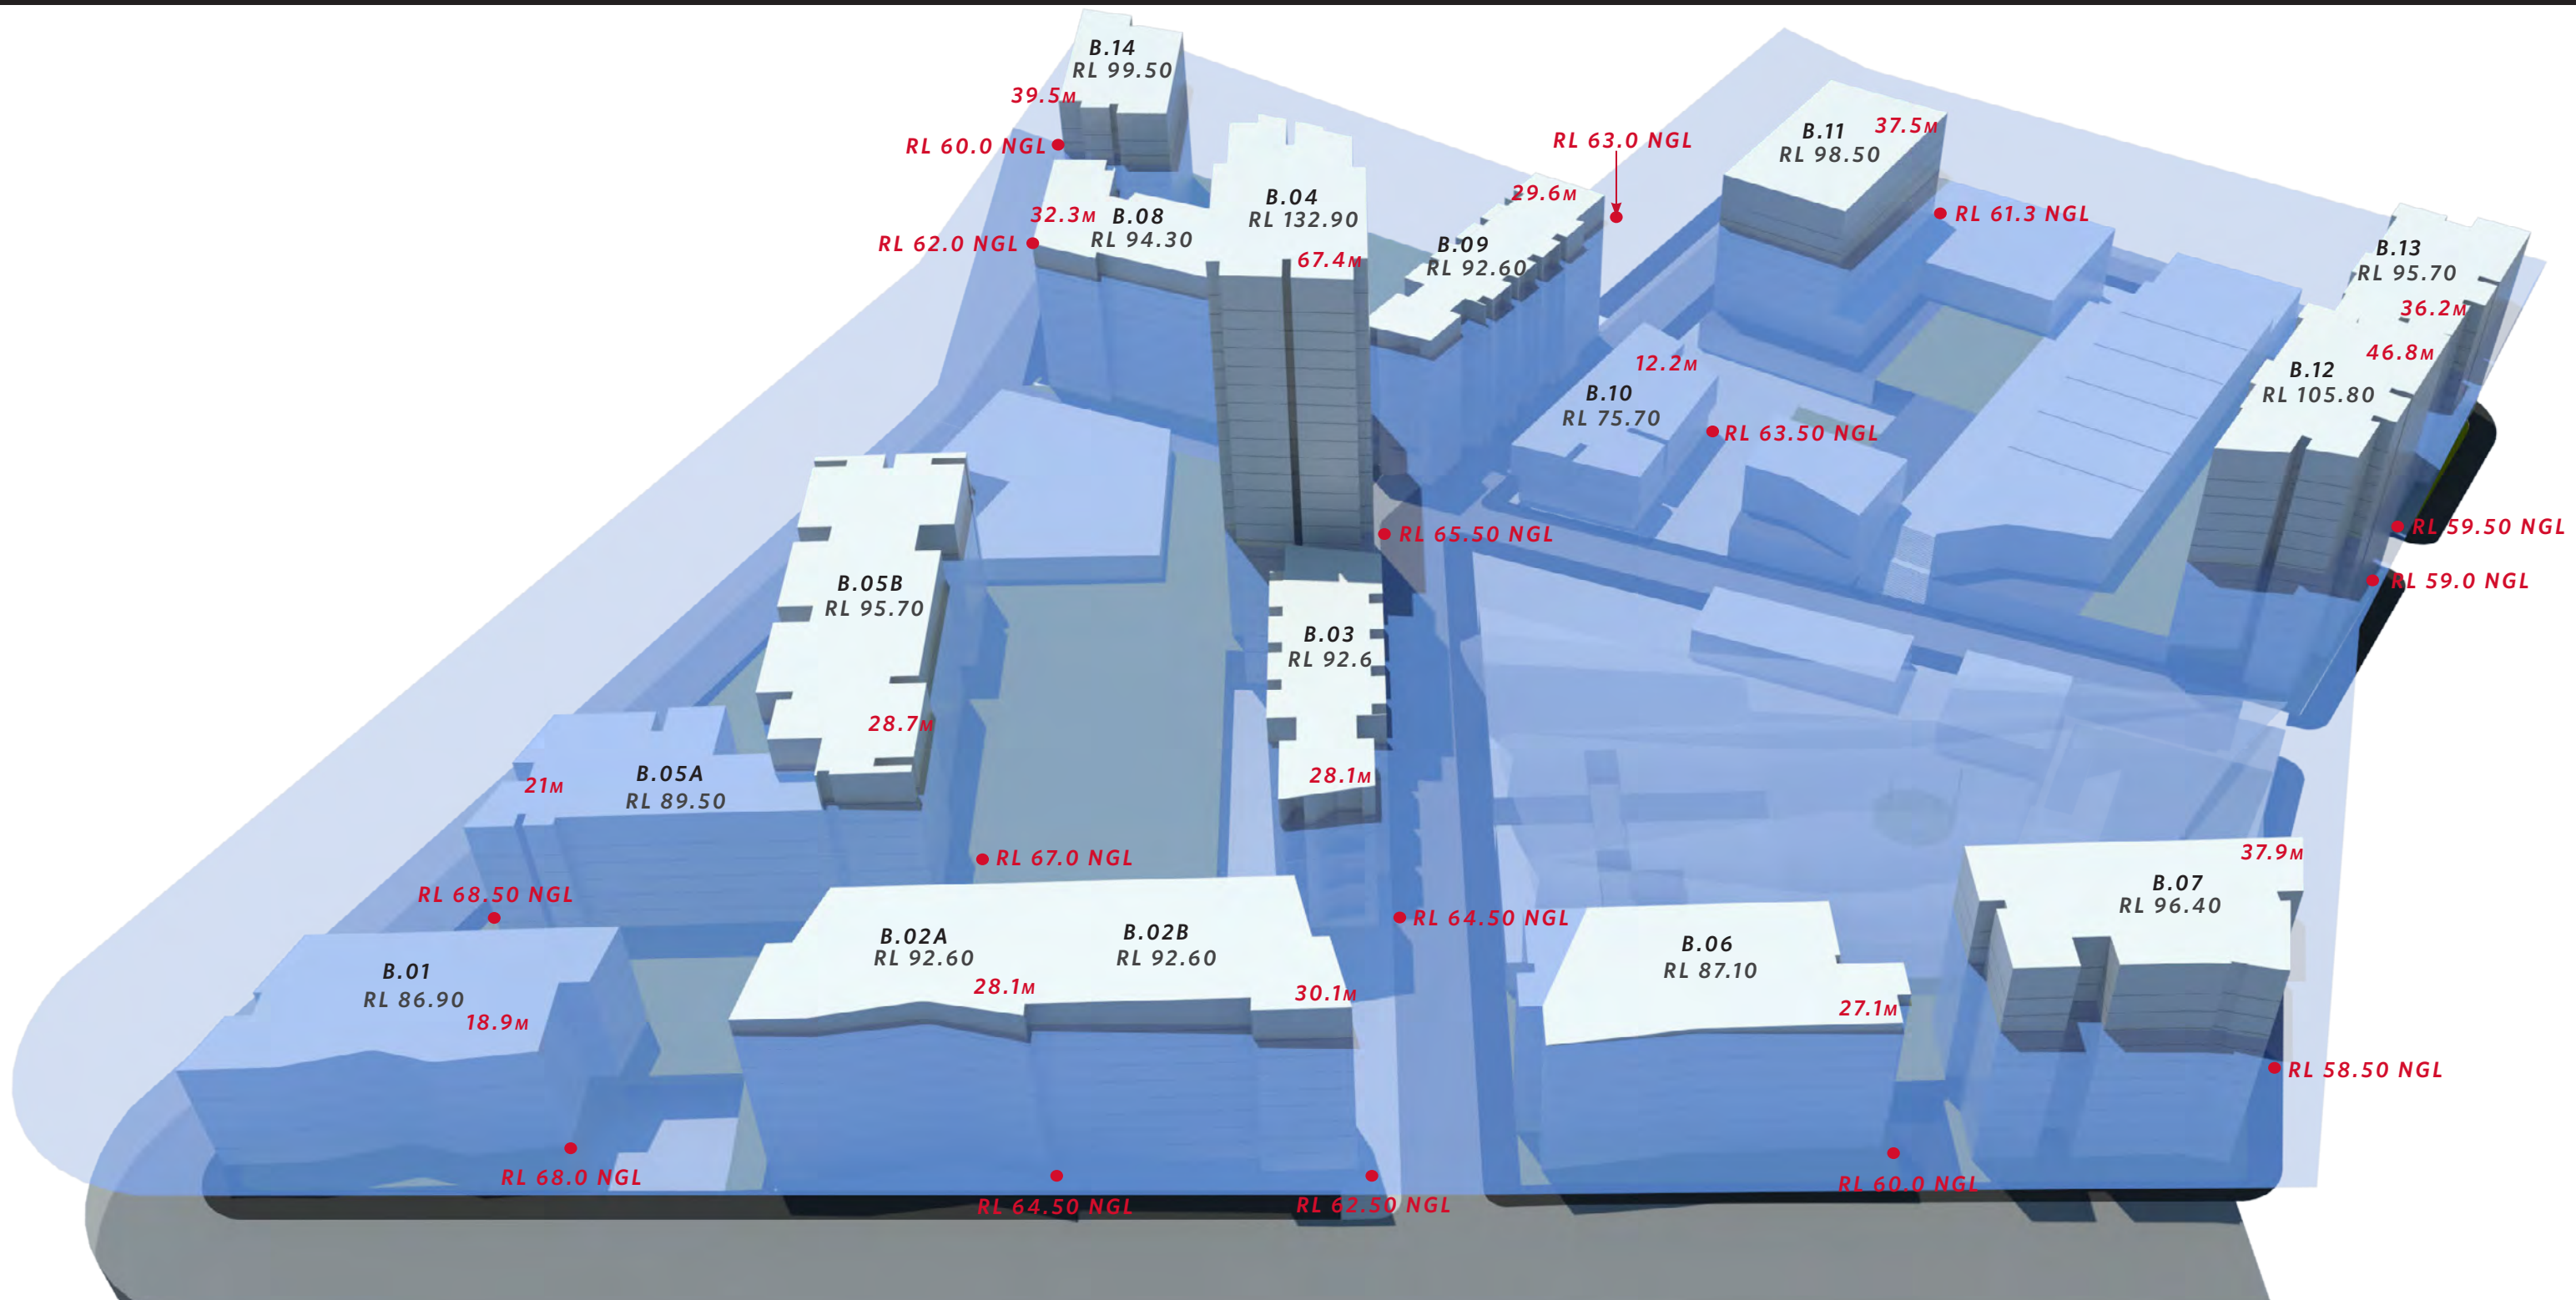 B.14
RL 99.50
39.5M
RL 60.0 NGL
B.04
RL 132.90
67.4M
32.3M
B.08
RL 94.30
RL 62.0 NGL
B.09
RL 92.60
29.6M
RL 63.0 NGL
B.11
RL 98.50
37.5M
RL 61.3 NGL
B.13
RL 95.70
36.2M
46.8M
B.12
RL 105.80
12.2M
B.10
RL 75.70
RL 63.50 NGL
RL 65.50 NGL
RL 59.50 NGL
RL 59.0 NGL
B.05B
RL 95.70
28.7M
B.03
RL 92.6
28.1M
B.05A
RL 89.50
21M
RL 67.0 NGL
RL 68.50 NGL
RL 64.50 NGL
B.01
RL 86.90
18.9M
B.02A
RL 92.60
28.1M
B.02B
RL 92.60
30.1M
B.06
RL 87.10
27.1M
B.07
RL 96.40
37.9M
RL 58.50 NGL
RL 68.0 NGL
RL 64.50 NGL
RL 62.50 NGL
RL 60.0 NGL